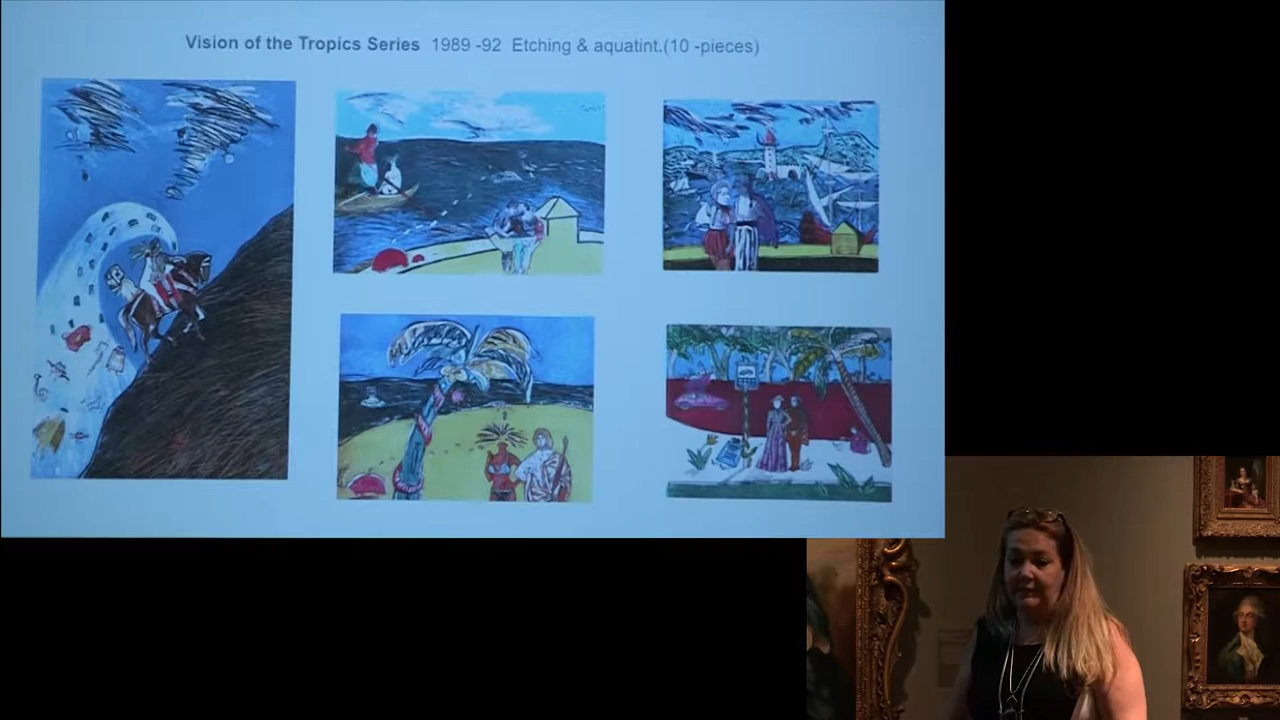 Vision of the Tropics Series 1989 -92 Etching & aquatint.(10 -pieces)